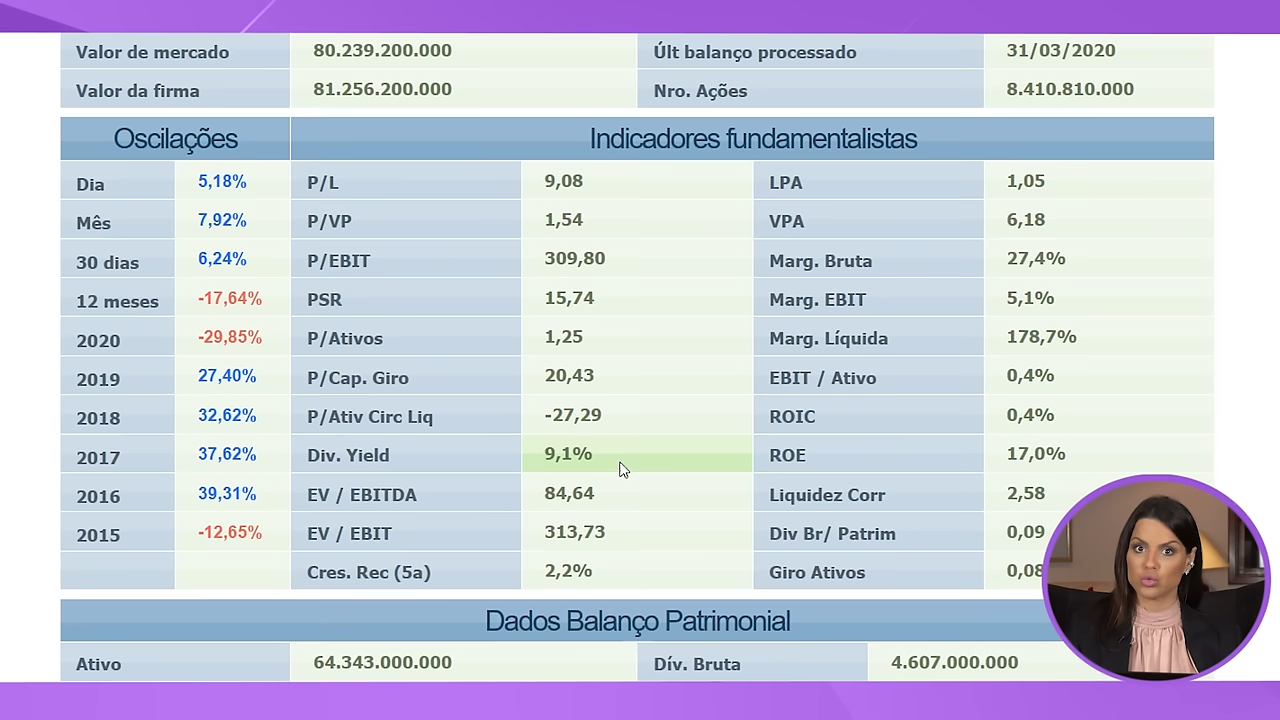 Valor de mercado 80.239.200.000 Últ balanço processado 31/03/2020
Valor da firma 81.256.200.000 Nro. Ações 8.410.810.000
Oscilações Indicadores fundamentalistas
Dia 5,18% P/L 9,08 LPA 1,05
Mês 7,92% P/VP 1,54 VPA 6,18
30 dias 6,24% P/EBIT 309,80 Marg. Bruta 27,4%
12 meses -17,64% PSR 15,74 Marg. EBIT 5,1%
2020 -29,85% P/Ativos 1,25 Marg. Líquida 178,7%
2019 27,40% P/Cap. Giro 20,43 EBIT / Ativo 0,4%
2018 32,62% P/Ativ Circ Liq -27,29 ROIC 0,4%
2017 37,62% Div. Yield 9,1% ROE 17,0%
2016 39,31% EV / EBITDA 84,64 Liquidez Corr 2,58
2015 -12,65% EV / EBIT 313,73 Div Br/ Patrim 0,09
Cres. Rec (5a) 2,2% Giro Ativos 0,08
Dados Balanço Patrimonial
Ativo 64.343.000.000 Dív. Bruta 4.607.000.000